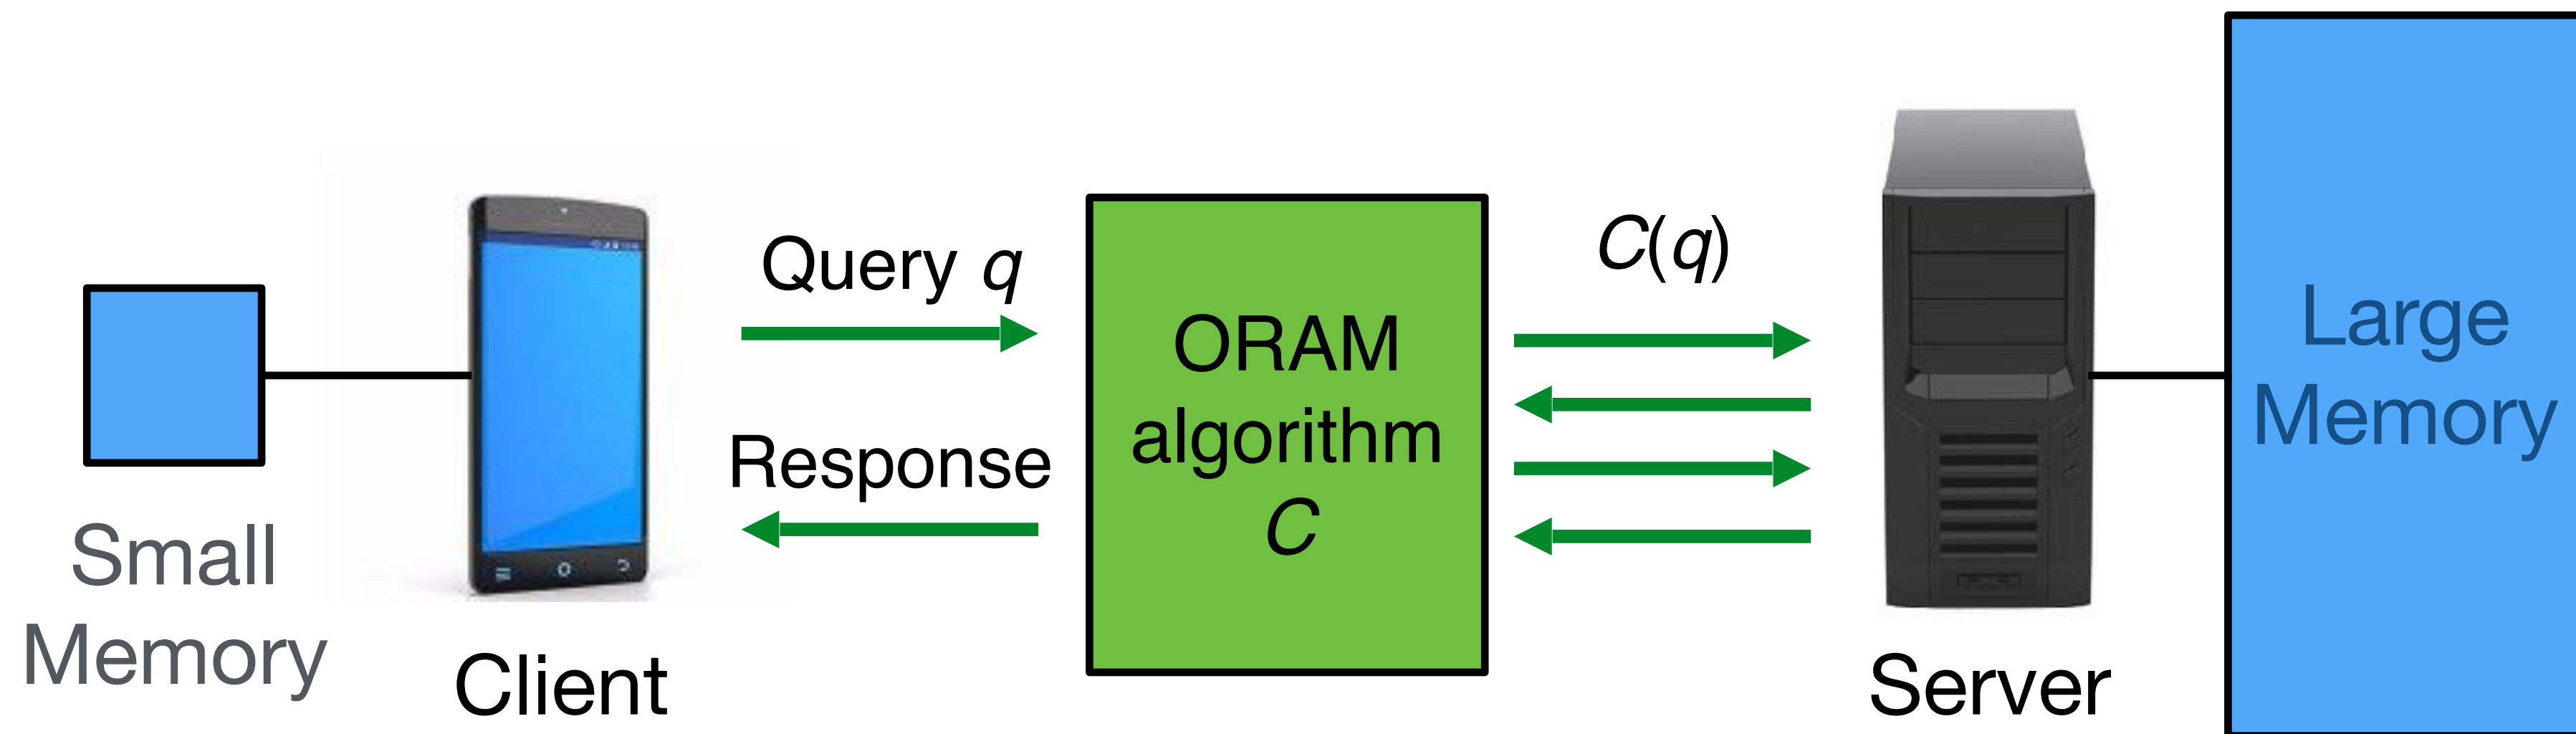 Small
Memory
Client
Query q
Response
ORAM
algorithm
C
C(q)
Server
Large
Memory